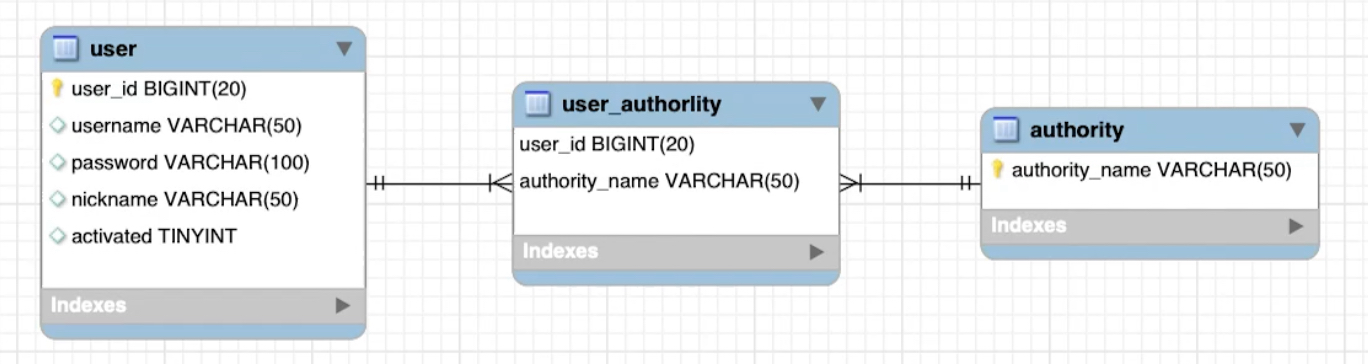 user
user_id BIGINT(20)
username VARCHAR(50)
password VARCHAR(100)
nickname VARCHAR(50)
activated TINYINT
Indexes
user_authorlity
user_id BIGINT(20)
authority_name VARCHAR(50)
Indexes
authority
authority_name VARCHAR(50)
Indexes